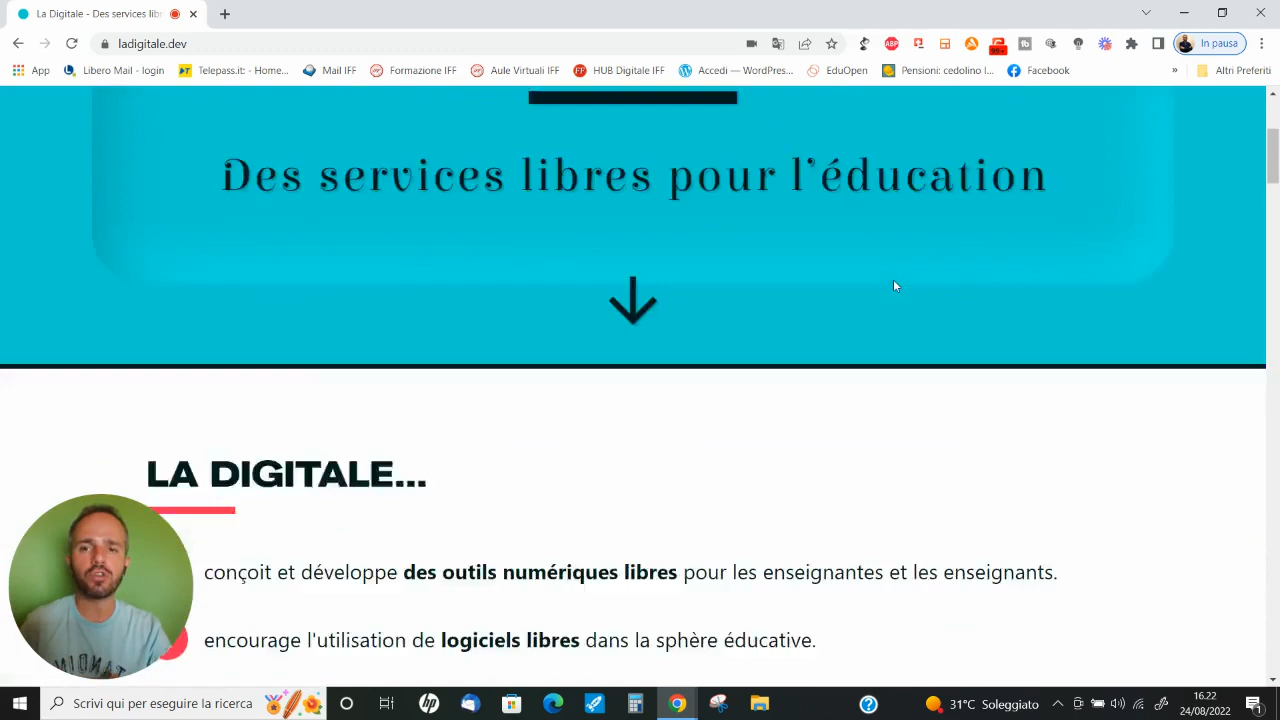 La Digitale - Des services libr
ladigitale.dev
ABP
99+
In pausa
App
Libero Mail - login
Telepass.it: - Home...
Mail IFF
Formazione IFF
Aule Virtuali IFF
HUB Digitale IFF
Accedi — WordPres...
EduOpen
Pensioni: cedolino I...
Facebook
»
Altri Preferiti
Des services libres pour l'éducation
LA DIGITALE...
conçoit et développe des outils numériques libres pour les enseignantes et les enseignants.
encourage l'utilisation de logiciels libres dans la sphère éducative.
Scrivi qui per eseguire la ricerca
31°C Soleggiato
16.22
24/08/2022